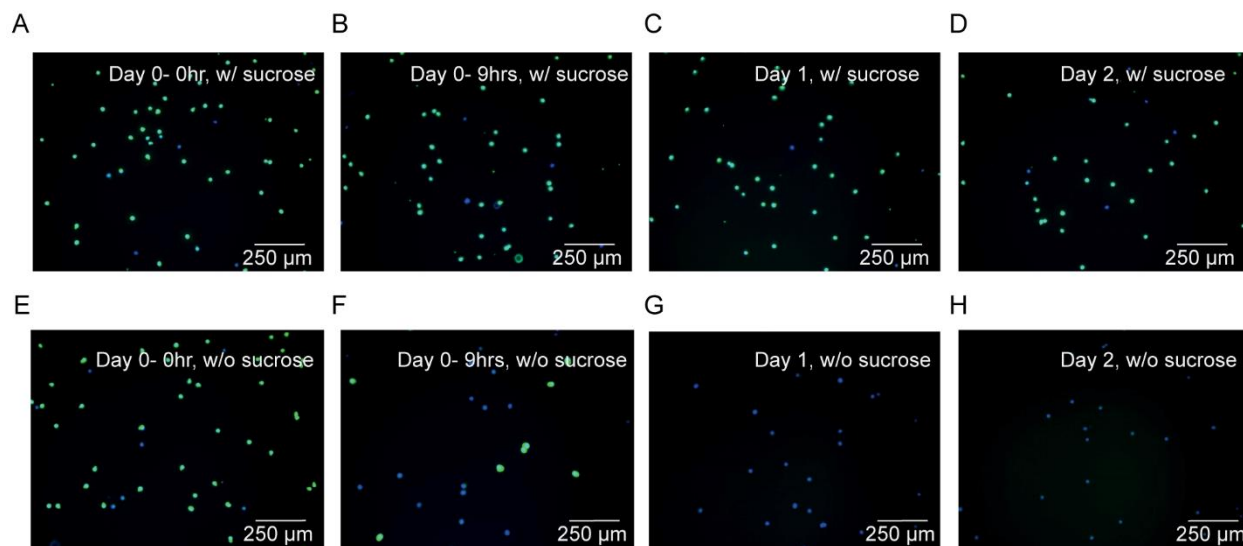 A
B
C
D
Day 0- 0hr, w/ sucrose
Day 0- 9hrs, w/ sucrose
Day 1, w/ sucrose
Day 2, w/ sucrose
250 µm
250 µm
250 µm
250 µm
E
F
G
H
Day 0- 0hr, w/o sucrose
Day 0- 9hrs, w/o sucrose
Day 1, w/o sucrose
Day 2, w/o sucrose
250 µm
250 µm
250 µm
250 µm